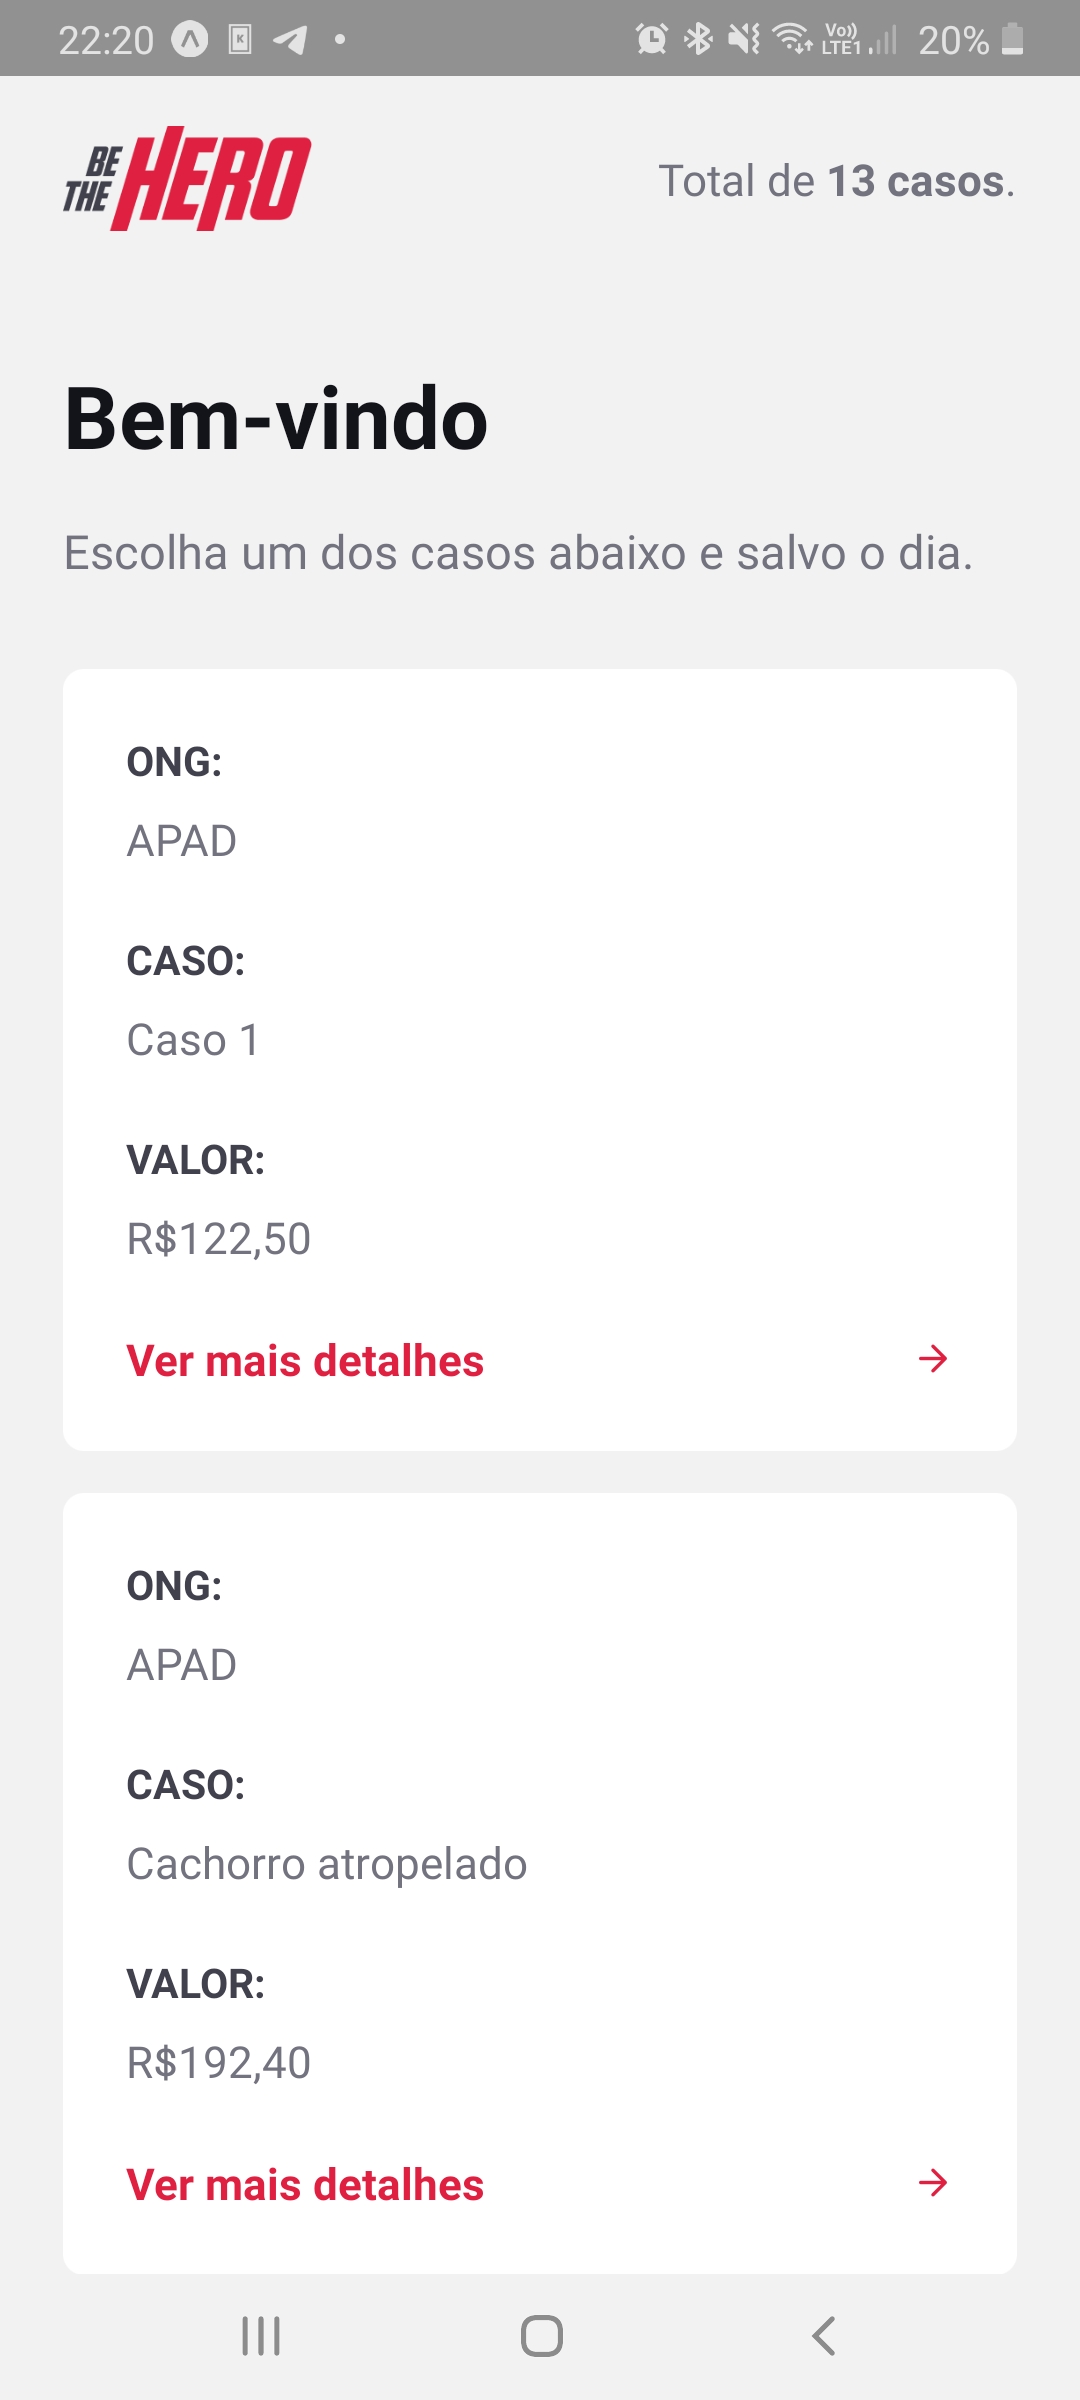 22:20
Vo)) LTE1 20%
BE THE HERO
Total de 13 casos.
Bem-vindo
Escolha um dos casos abaixo e salvo o dia.
ONG:
APAD
CASO:
Caso 1
VALOR:
R$122,50
Ver mais detalhes
ONG:
APAD
CASO:
Cachorro atropelado
VALOR:
R$192,40
Ver mais detalhes